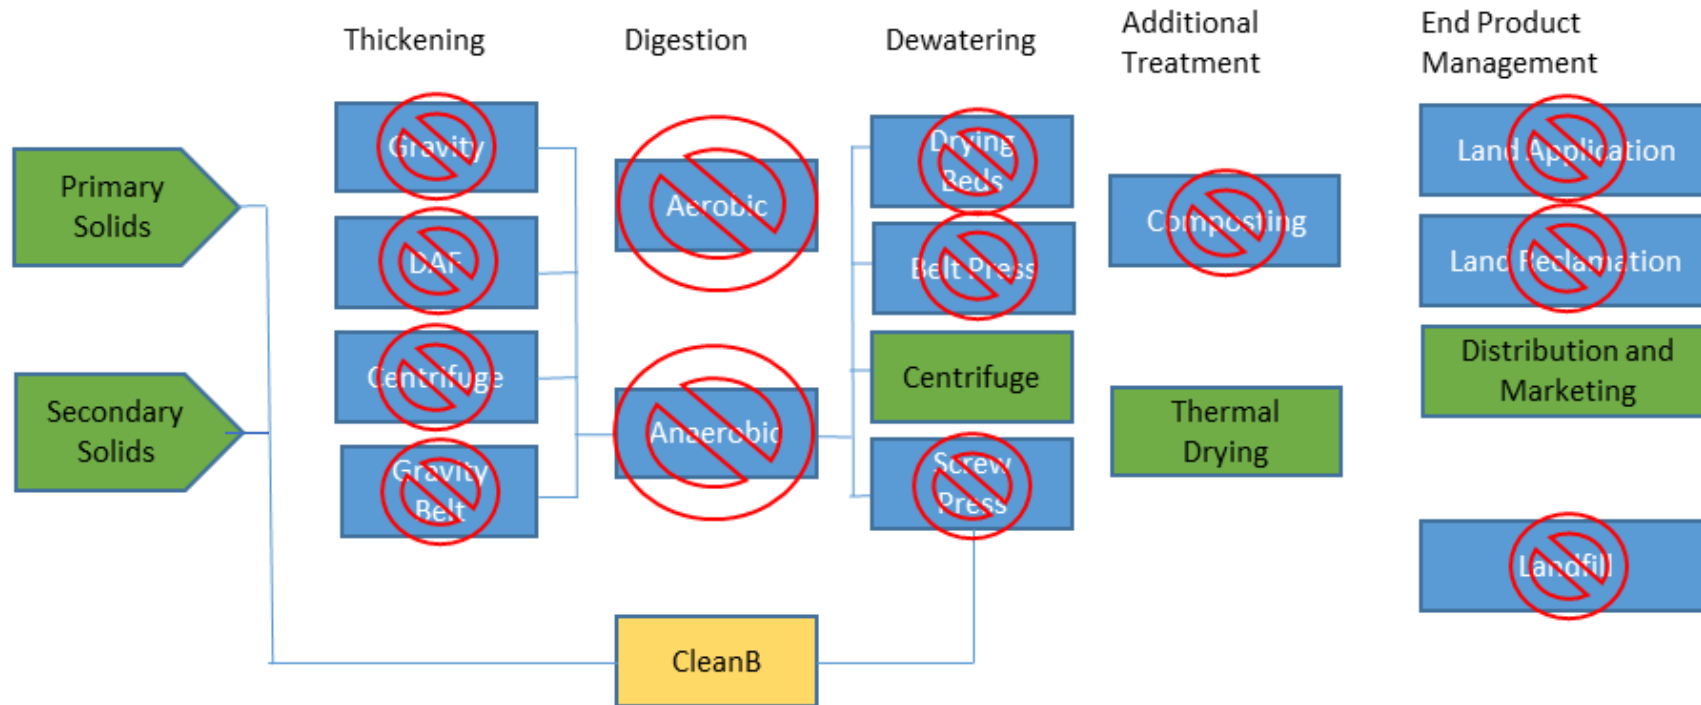 Thickening
Digestion
Dewatering
Additional
Treatment
End Product
Management
Primary
Solids
Secondary
Solids
Gravity
DAF
Centrifuge
Gravity
Belt
Aerobic
Anaerobic
CleanB
Drying
Beds
Belt Press
Centrifuge
Screw
Press
Composting
Thermal
Drying
Land Application
Land Reclamation
Distribution and
Marketing
Landfill